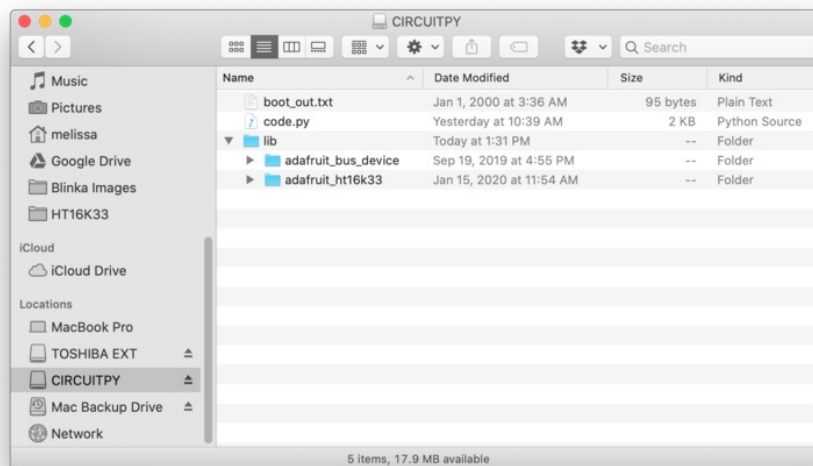 CIRCUITPY
Search
Music
Pictures
melissa
Google Drive
Blinka Images
HT16K33
iCloud
iCloud Drive
Locations
MacBook Pro
TOSHIBA EXT
CIRCUITPY
Mac Backup Drive
Network
Name Date Modified Size Kind
boot_out.txt Jan 1, 2000 at 3:36 AM 95 bytes Plain Text
code.py Yesterday at 10:39 AM 2 KB Python Source
lib Today at 1:31 PM -- Folder
adafruit_bus_device Sep 19, 2019 at 4:55 PM -- Folder
adafruit_ht16k33 Jan 15, 2020 at 11:54 AM -- Folder
5 items, 17.9 MB available